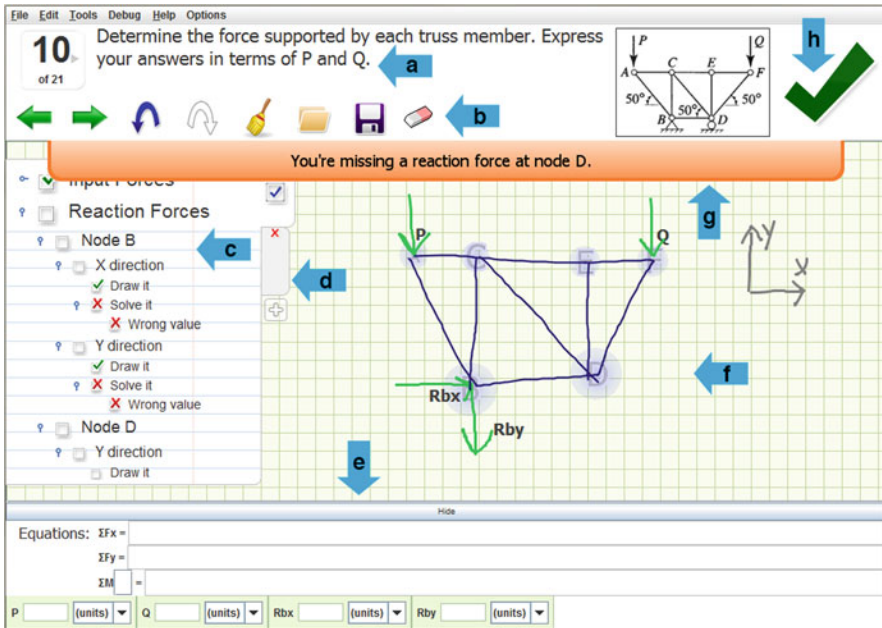 File Edit Tools Debug Help Options
10
of 21
Determine the force supported by each truss member. Express
your answers in terms of P and Q.
a
b
P
Q
A
C
E
F
50°
50°
50°
B
D
h
You're missing a reaction force at node D.
g
Input Forces
Reaction Forces
Node B
c
X direction
Draw it
Solve it
Wrong value
Y direction
Draw it
Solve it
Wrong value
Node D
Y direction
Draw it
d
P
C
E
Q
D
Rbx
Rby
y
x
f
e
Hide
Equations: ΣFx =
ΣFy =
ΣM =
P (units) Q (units) Rbx (units) Rby (units)